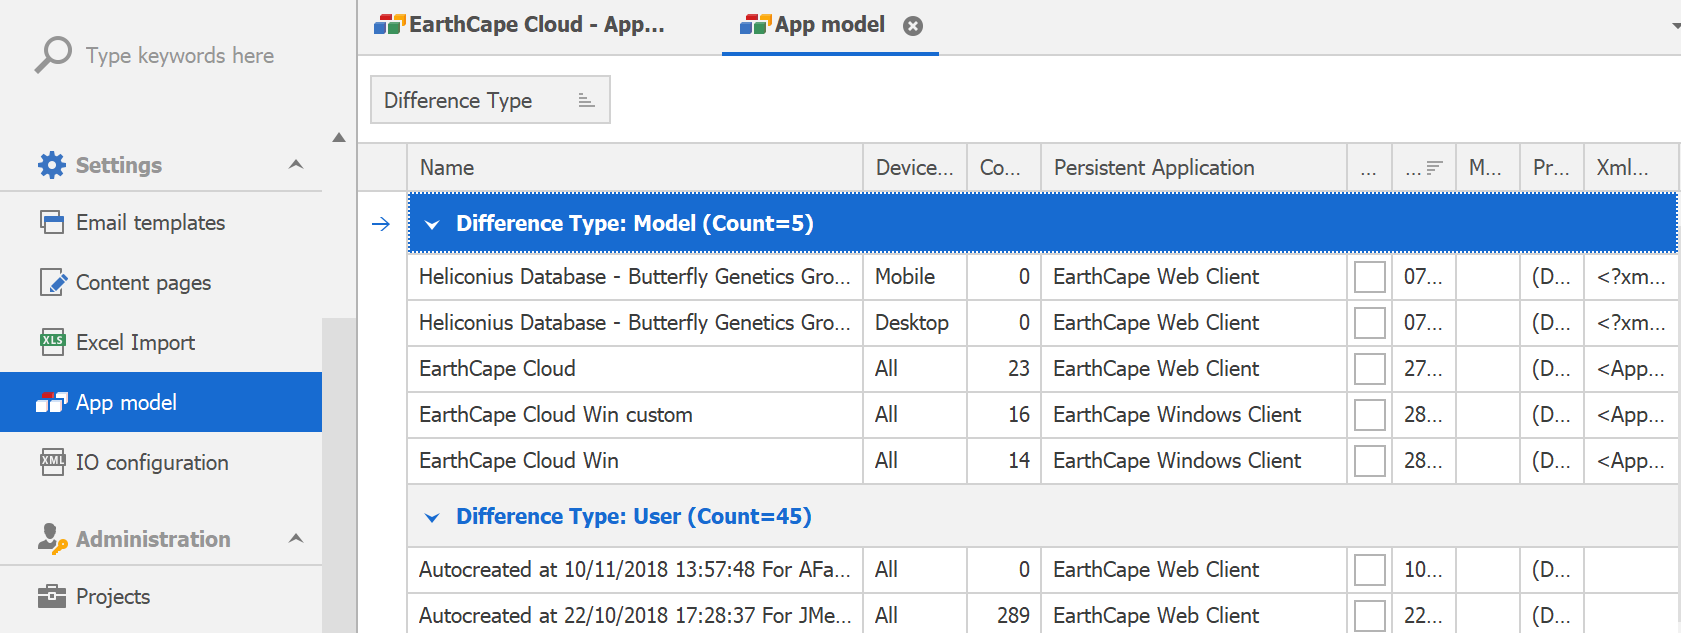 Type keywords here
Settings
Email templates
Content pages
XLS Excel Import
App model
XML IO configuration
Administration
Projects
EarthCape Cloud - App... App model
Difference Type
Name Device... Co... Persistent Application ... ... M... Pr... Xml...
Difference Type: Model (Count=5)
Heliconius Database - Butterfly Genetics Gro... Mobile 0 EarthCape Web Client 07... (D... <?xm...
Heliconius Database - Butterfly Genetics Gro... Desktop 0 EarthCape Web Client 07... (D... <?xm...
EarthCape Cloud All 23 EarthCape Web Client 27... (D... <App...
EarthCape Cloud Win custom All 16 EarthCape Windows Client 28... (D... <App...
EarthCape Cloud Win All 14 EarthCape Windows Client 28... (D... <App...
Difference Type: User (Count=45)
Autocreated at 10/11/2018 13:57:48 For AFa... All 0 EarthCape Web Client 10... (D...
Autocreated at 22/10/2018 17:28:37 For JMe... All 289 EarthCape Web Client 22... (D...